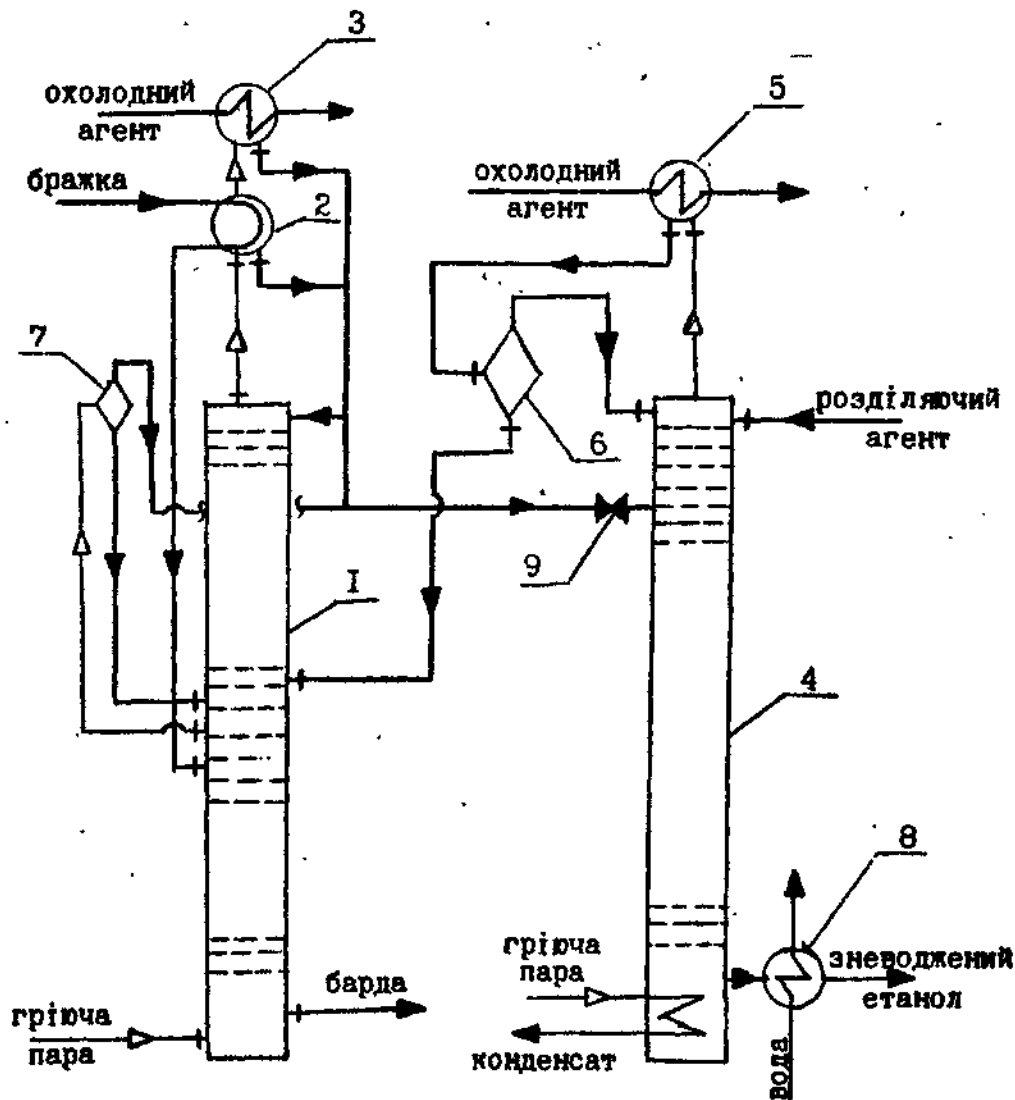 3
охолодний
агент
бражка
2
5
охолодний
агент
7
6
розділяючий
агент
9
I
4
8
гріюча
пара
зневоджений
етанол
барда
гріюча
пара
конденсат
вода